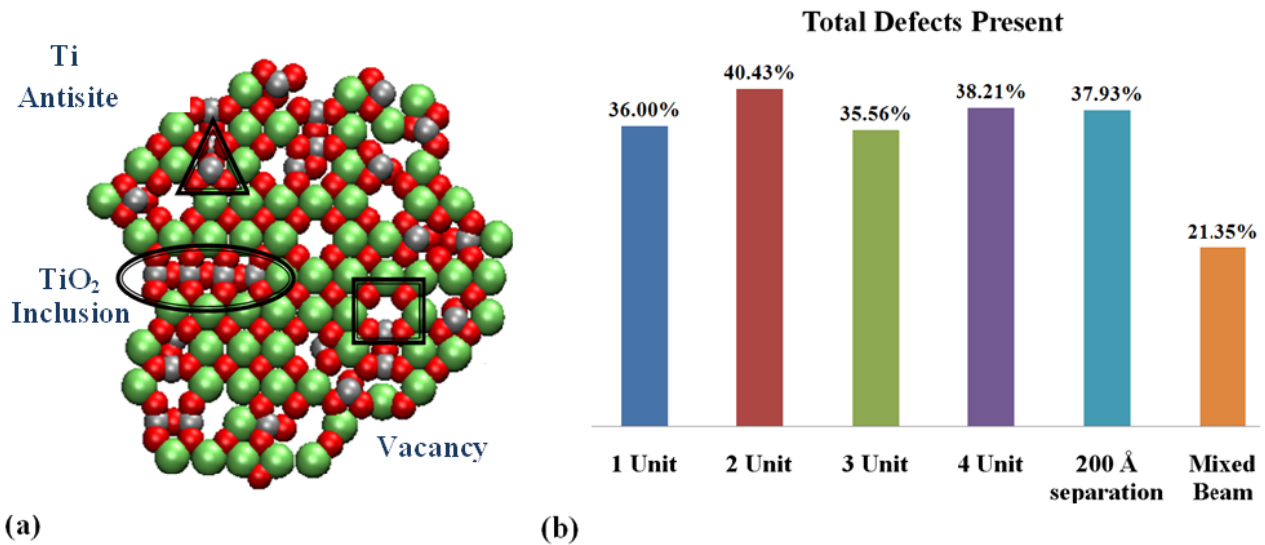 Ti
Antisite
TiO₂
Inclusion
Vacancy
(a)
Total Defects Present
36.00%
40.43%
35.56%
38.21%
37.93%
21.35%
1 Unit
2 Unit
3 Unit
4 Unit
200 Å
separation
Mixed
Beam
(b)